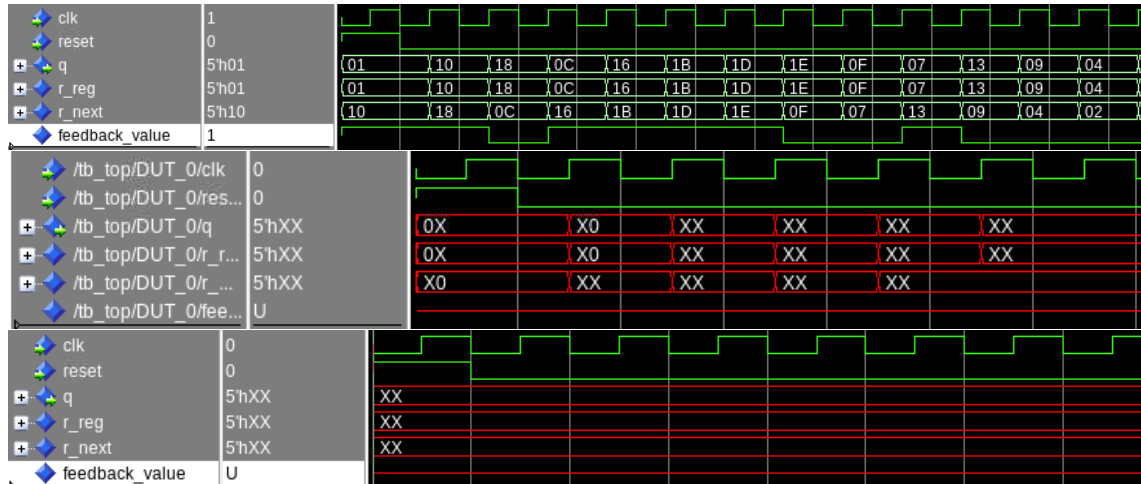 clk 1
reset 0
q 5'h01 01 10 18 0C 16 1B 1D 1E 0F 07 13 09 04
r_reg 5'h01 01 10 18 0C 16 1B 1D 1E 0F 07 13 09 04
r_next 5'h10 10 18 0C 16 1B 1D 1E 0F 07 13 09 04 02
feedback_value 1
/tb_top/DUT_0/clk 0
/tb_top/DUT_0/res... 0
/tb_top/DUT_0/q 5'hXX 0X X0 XX XX XX XX
/tb_top/DUT_0/r_r... 5'hXX 0X X0 XX XX XX XX
/tb_top/DUT_0/r_... 5'hXX X0 XX XX XX XX
/tb_top/DUT_0/fee... U
clk 0
reset 0
q 5'hXX XX
r_reg 5'hXX XX
r_next 5'hXX XX
feedback_value U